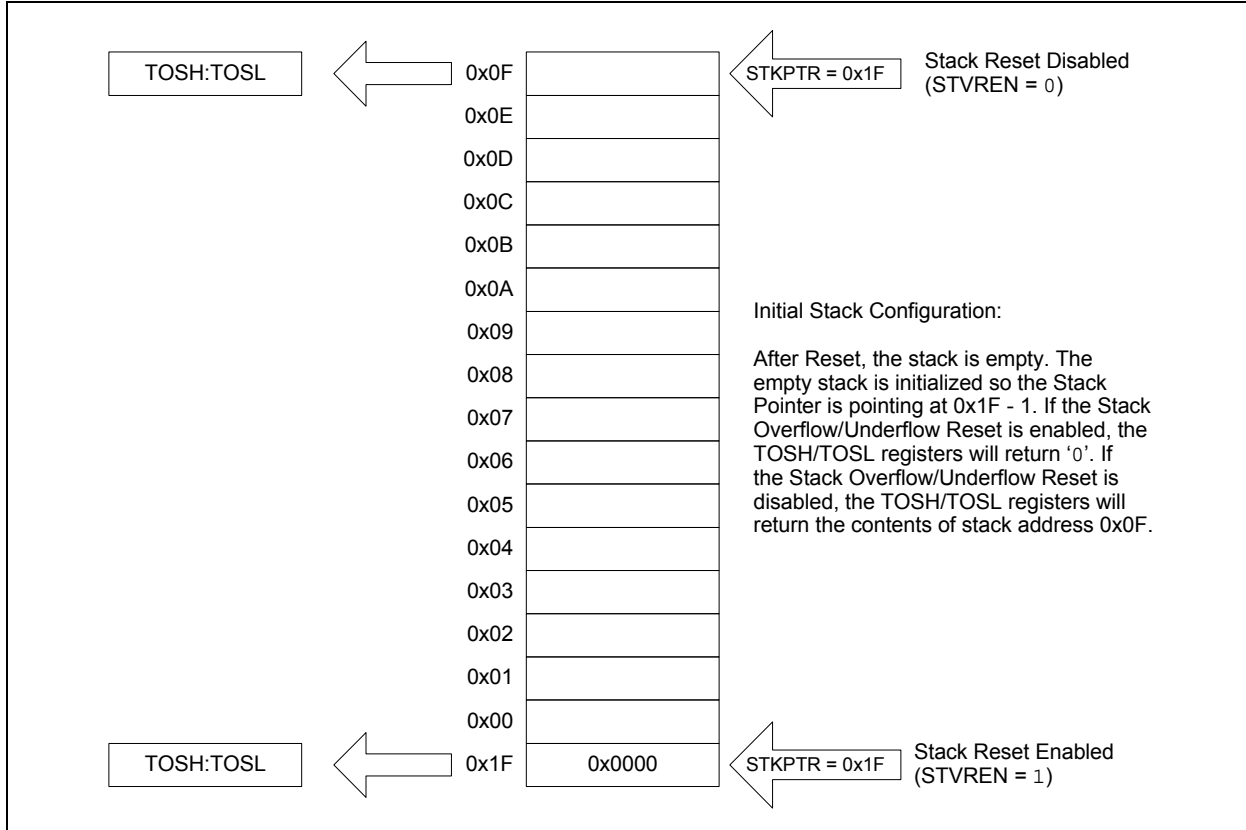 TOSH:TOSL
0x0F
STKPTR = 0x1F
Stack Reset Disabled
(STVREN = 0)
0x0E
0x0D
0x0C
0x0B
0x0A
0x09
0x08
0x07
0x06
0x05
0x04
0x03
0x02
0x01
0x00
Initial Stack Configuration:
After Reset, the stack is empty. The
empty stack is initialized so the Stack
Pointer is pointing at 0x1F - 1. If the Stack
Overflow/Underflow Reset is enabled, the
TOSH/TOSL registers will return ‘0’. If
the Stack Overflow/Underflow Reset is
disabled, the TOSH/TOSL registers will
return the contents of stack address 0x0F.
TOSH:TOSL
0x1F
0x0000
STKPTR = 0x1F
Stack Reset Enabled
(STVREN = 1)